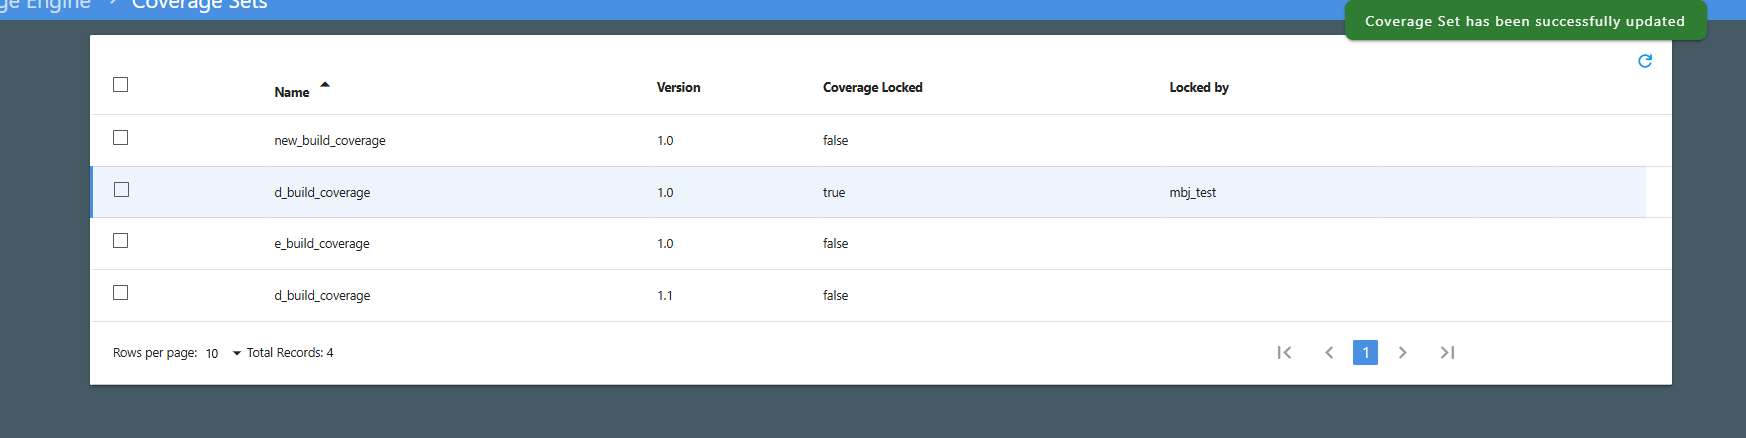 Engine > Coverage Sets
Coverage Set has been successfully updated
Name Version Coverage Locked Locked by
new_build_coverage 1.0 false
d_build_coverage 1.0 true mbj_test
e_build_coverage 1.0 false
d_build_coverage 1.1 false
Rows per page: 10 Total Records: 4 1